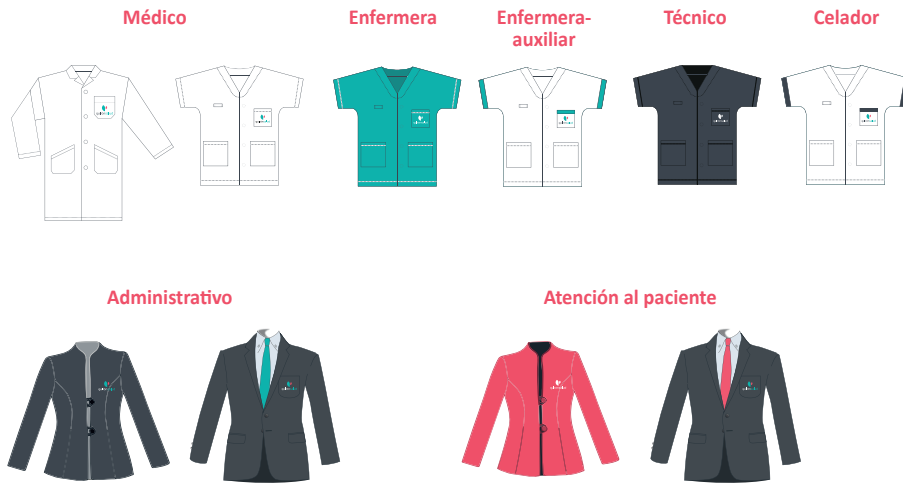 Médico
Enfermera
Enfermera-
auxiliar
Técnico
Celador
Administrativo
Atención al paciente